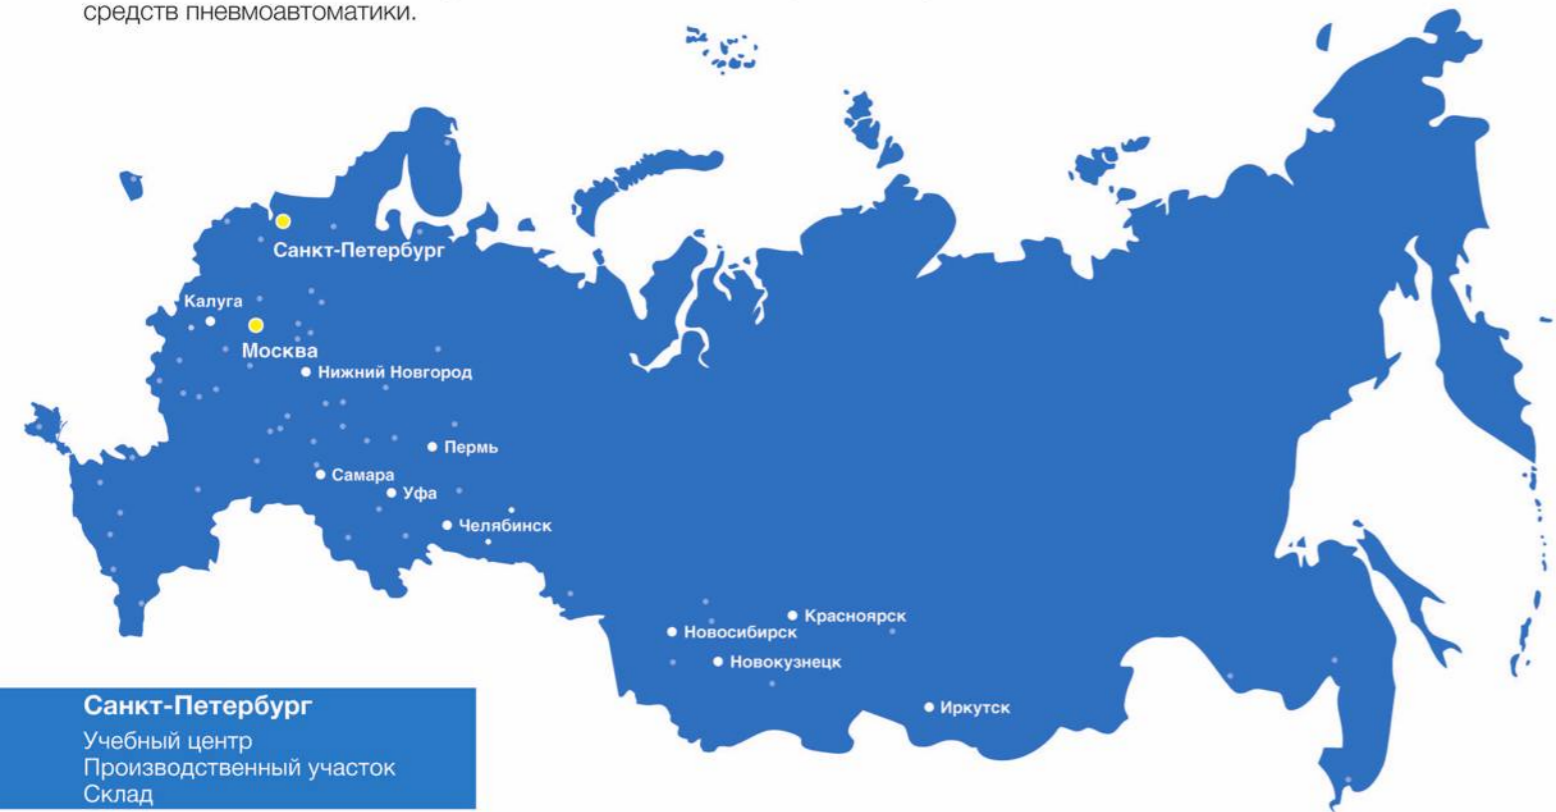 средств пневмоавтоматики.
Санкт-Петербург
Калуга
Москва
Нижний Новгород
Пермь
Самара
Уфа
Челябинск
Красноярск
Новосибирск
Новокузнецк
Иркутск
Санкт-Петербург
Учебный центр
Производственный участок
Склад